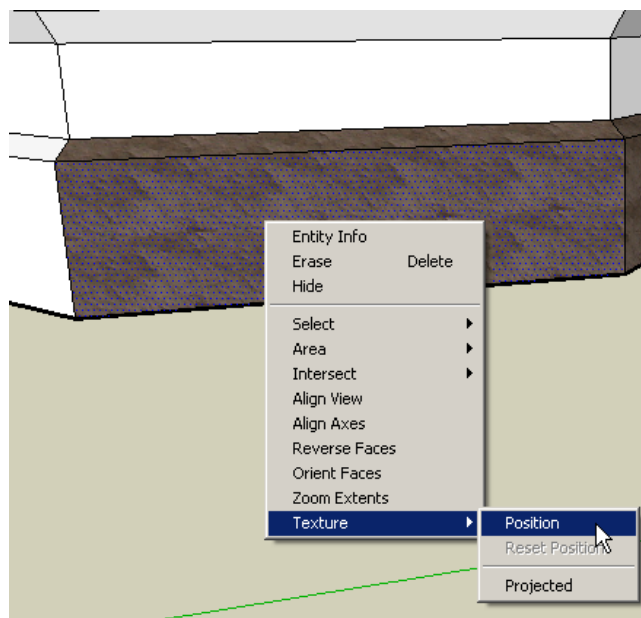 Entity Info
Erase Delete
Hide
Select
Area
Intersect
Align View
Align Axes
Reverse Faces
Orient Faces
Zoom Extents
Texture
Position
Reset Position
Projected